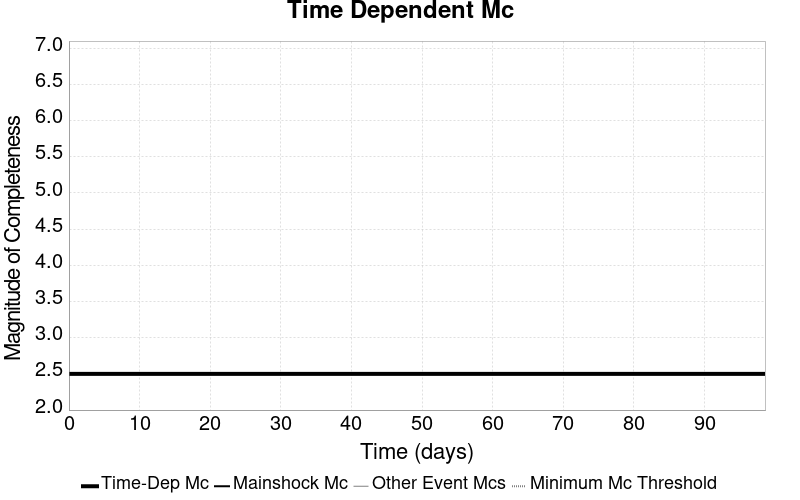 Time Dependent Mc
Magnitude of Completeness
7.0
6.5
6.0
5.5
5.0
4.5
4.0
3.5
3.0
2.5
2.0
0 10 20 30 40 50 60 70 80 90
Time (days)
Time-Dep Mc Mainshock Mc Other Event Mcs Minimum Mc Threshold